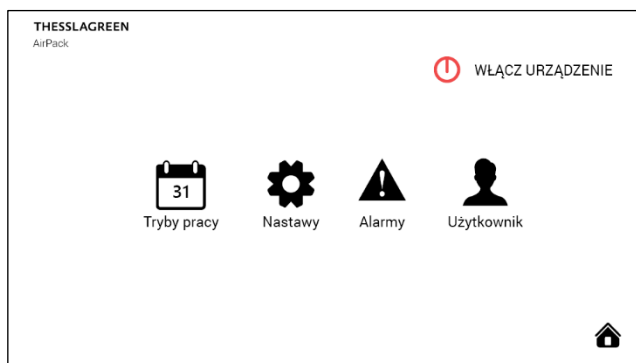 THESSLAGREEN
AirPack
WŁĄCZ URZĄDZENIE
31
Tryby pracy
Nastawy
Alarmy
Użytkownik